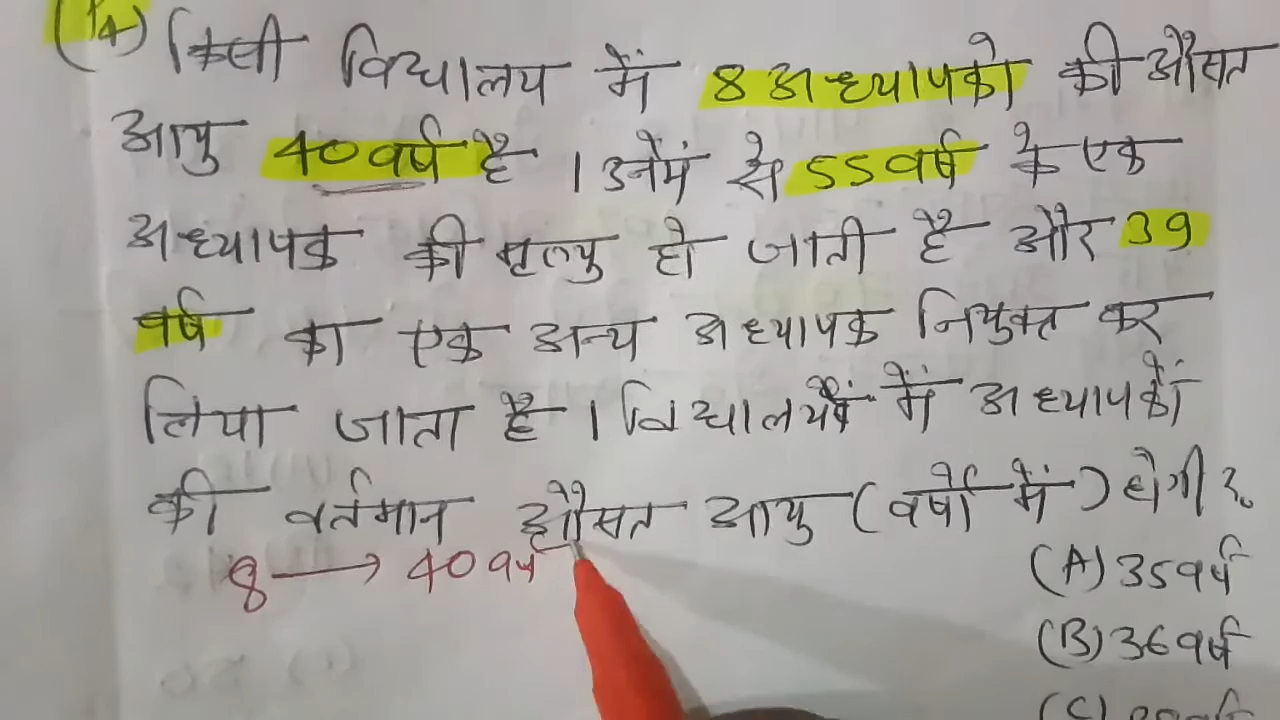 (14) किसी विद्यालय में 8 अध्यापको की औसत
आयु 40 वर्ष है । उनमें से 55 वर्ष के एक
अध्यापक की मृत्यु हो जाती है और 39
वर्ष का एक अन्य अध्यापक नियुक्त कर
लिया जाता है । विद्यालय में अध्यापकों
की वर्तमान औसत आयु (वर्षो में) होगी ?
8 → 40 वर्ष
(A) 35 वर्ष
(B) 36 वर्ष
(C)